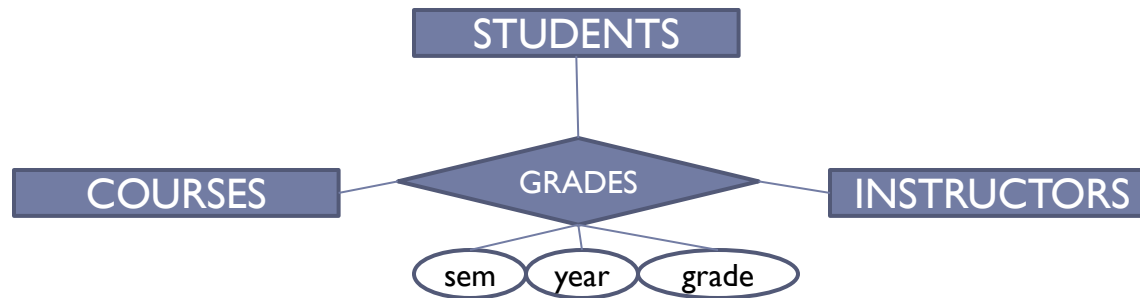 STUDENTS
COURSES
GRADES
INSTRUCTORS
sem
year
grade